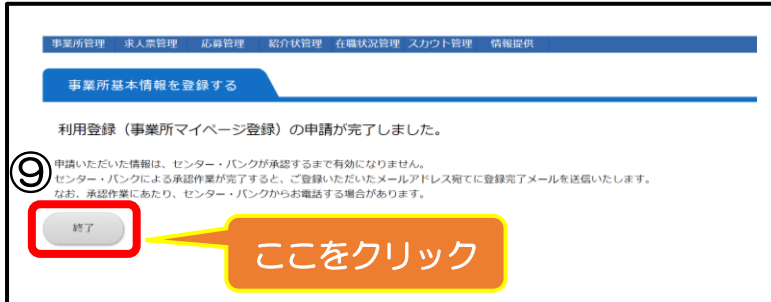 事業所管理 求人票管理 応募管理 紹介状管理 在職状況管理 スカウト管理 情報提供
事業所基本情報を登録する
利用登録（事業所マイページ登録）の申請が完了しました。
⑨
申請いただいた情報は、センター・バンクが承認するまで有効になりません。
センター・バンクによる承認作業が完了すると、ご登録いただいたメールアドレス宛てに登録完了メールを送信いたします。
なお、承認作業にあたり、センター・バンクからお電話する場合があります。
終了
ここをクリック